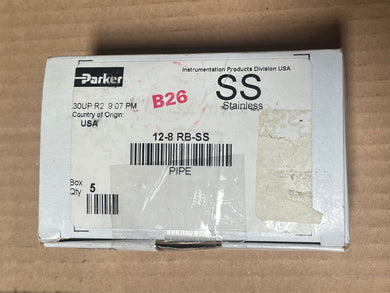 Parker
Instrumentation Products Division USA
SS
Stainless
B26
30UP R2 9 07 PM
Country of Origin:
USA
12-8 RB-SS
PIPE
Box
Qty
5